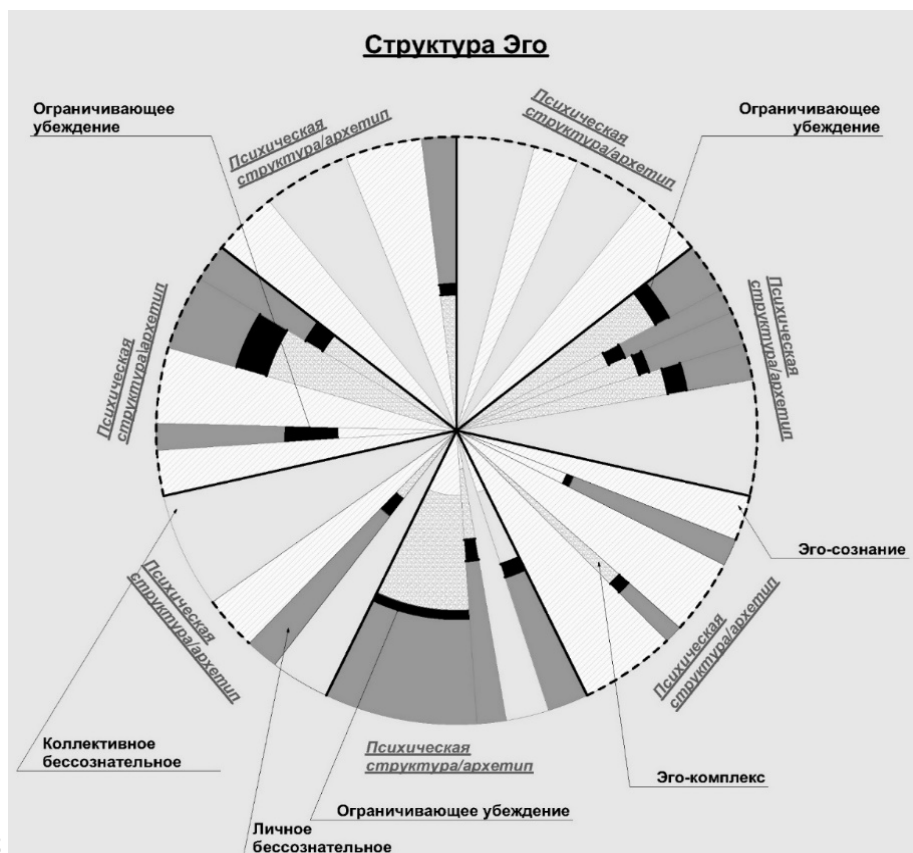 Структура Эго
Ограничивающее
убеждение
Психическая
структура/архетип
Психическая
структура/архетип
Ограничивающее
убеждение
Психическая
структура\архетип
Психическая
структура/архетип
Эго-сознание
Психическая
структура/архетип
Психическая
структура/архетип
Коллективное
бессознательное
Психическая
структура/архетип
Эго-комплекс
Ограничивающее убеждение
Личное
бессознательное